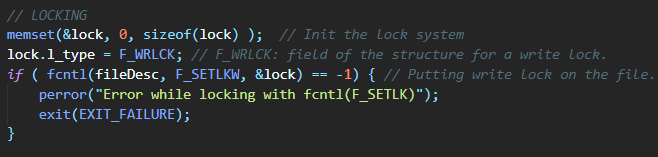 // LOCKING
memset(&lock, 0, sizeof(lock) );  // Init the lock system
lock.l_type = F_WRLCK; // F_WRLCK: field of the structure for a write lock.
if ( fcntl(fileDesc, F_SETLKW, &lock) == -1) { // Putting write lock on the file.
    perror("Error while locking with fcntl(F_SETLK)");
    exit(EXIT_FAILURE);
}